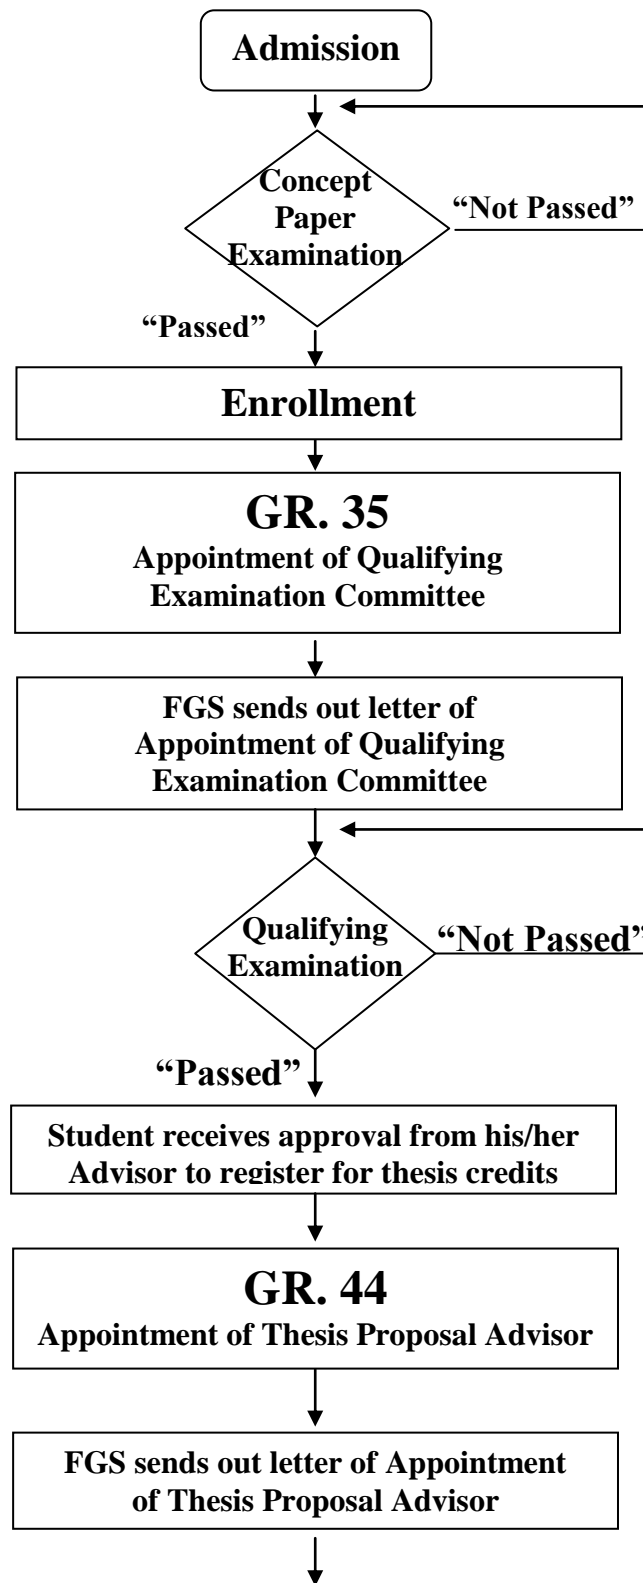 Admission
Concept
Paper
Examination
“Not Passed”
“Passed”
Enrollment
GR. 35
Appointment of Qualifying
Examination Committee
FGS sends out letter of
Appointment of Qualifying
Examination Committee
Qualifying
Examination
“Not Passed”
“Passed”
Student receives approval from his/her
Advisor to register for thesis credits
GR. 44
Appointment of Thesis Proposal Advisor
FGS sends out letter of Appointment
of Thesis Proposal Advisor